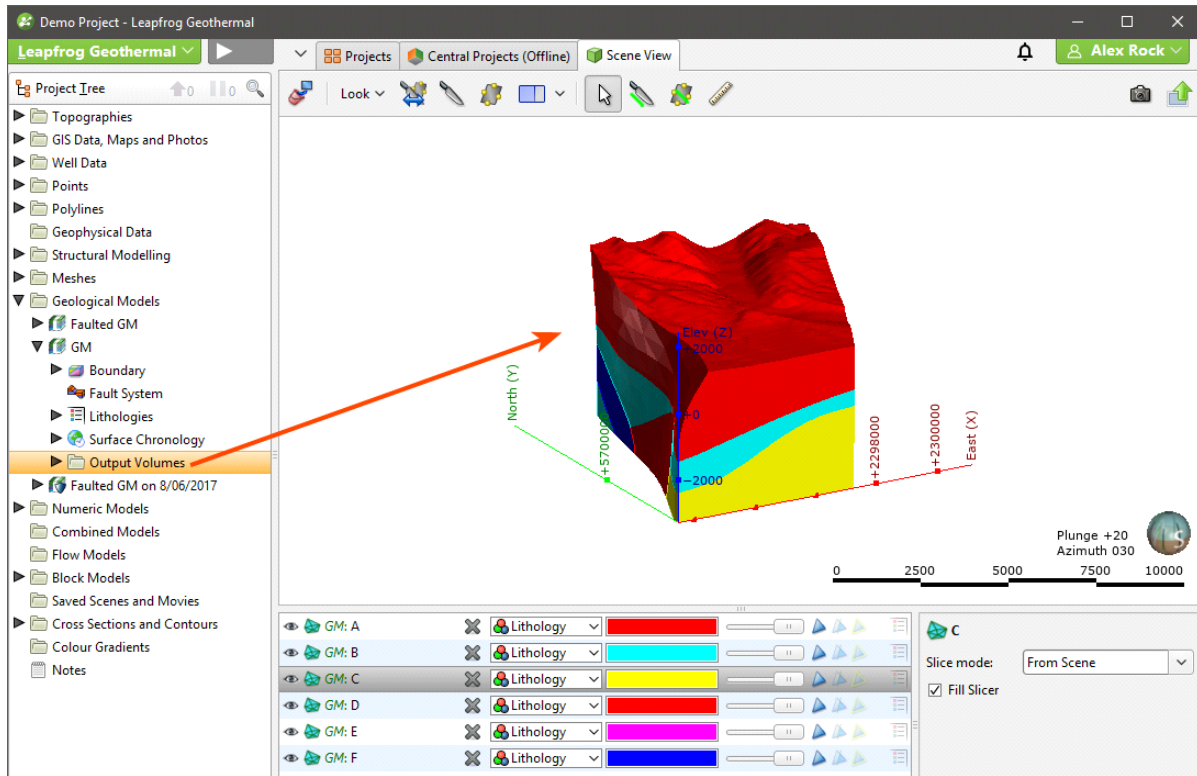 Demo Project - Leapfrog Geothermal
Leapfrog Geothermal
Projects
Central Projects (Offline)
Scene View
Alex Rock
Project Tree
0
0
Look
Topographies
GIS Data, Maps and Photos
Well Data
Points
Polylines
Geophysical Data
Structural Modelling
Meshes
Geological Models
Faulted GM
GM
Boundary
Fault System
Lithologies
Surface Chronology
Output Volumes
Faulted GM on 8/06/2017
Numeric Models
Combined Models
Flow Models
Block Models
Saved Scenes and Movies
Cross Sections and Contours
Colour Gradients
Notes
Elev (Z)
+2000
+0
-2000
North (Y)
+5700000
+2298000
+2300000
East (X)
Plunge +20
Azimuth 030
0 2500 5000 7500 10000
GM: A Lithology
GM: B Lithology
GM: C Lithology
GM: D Lithology
GM: E Lithology
GM: F Lithology
C
Slice mode: From Scene
Fill Slicer